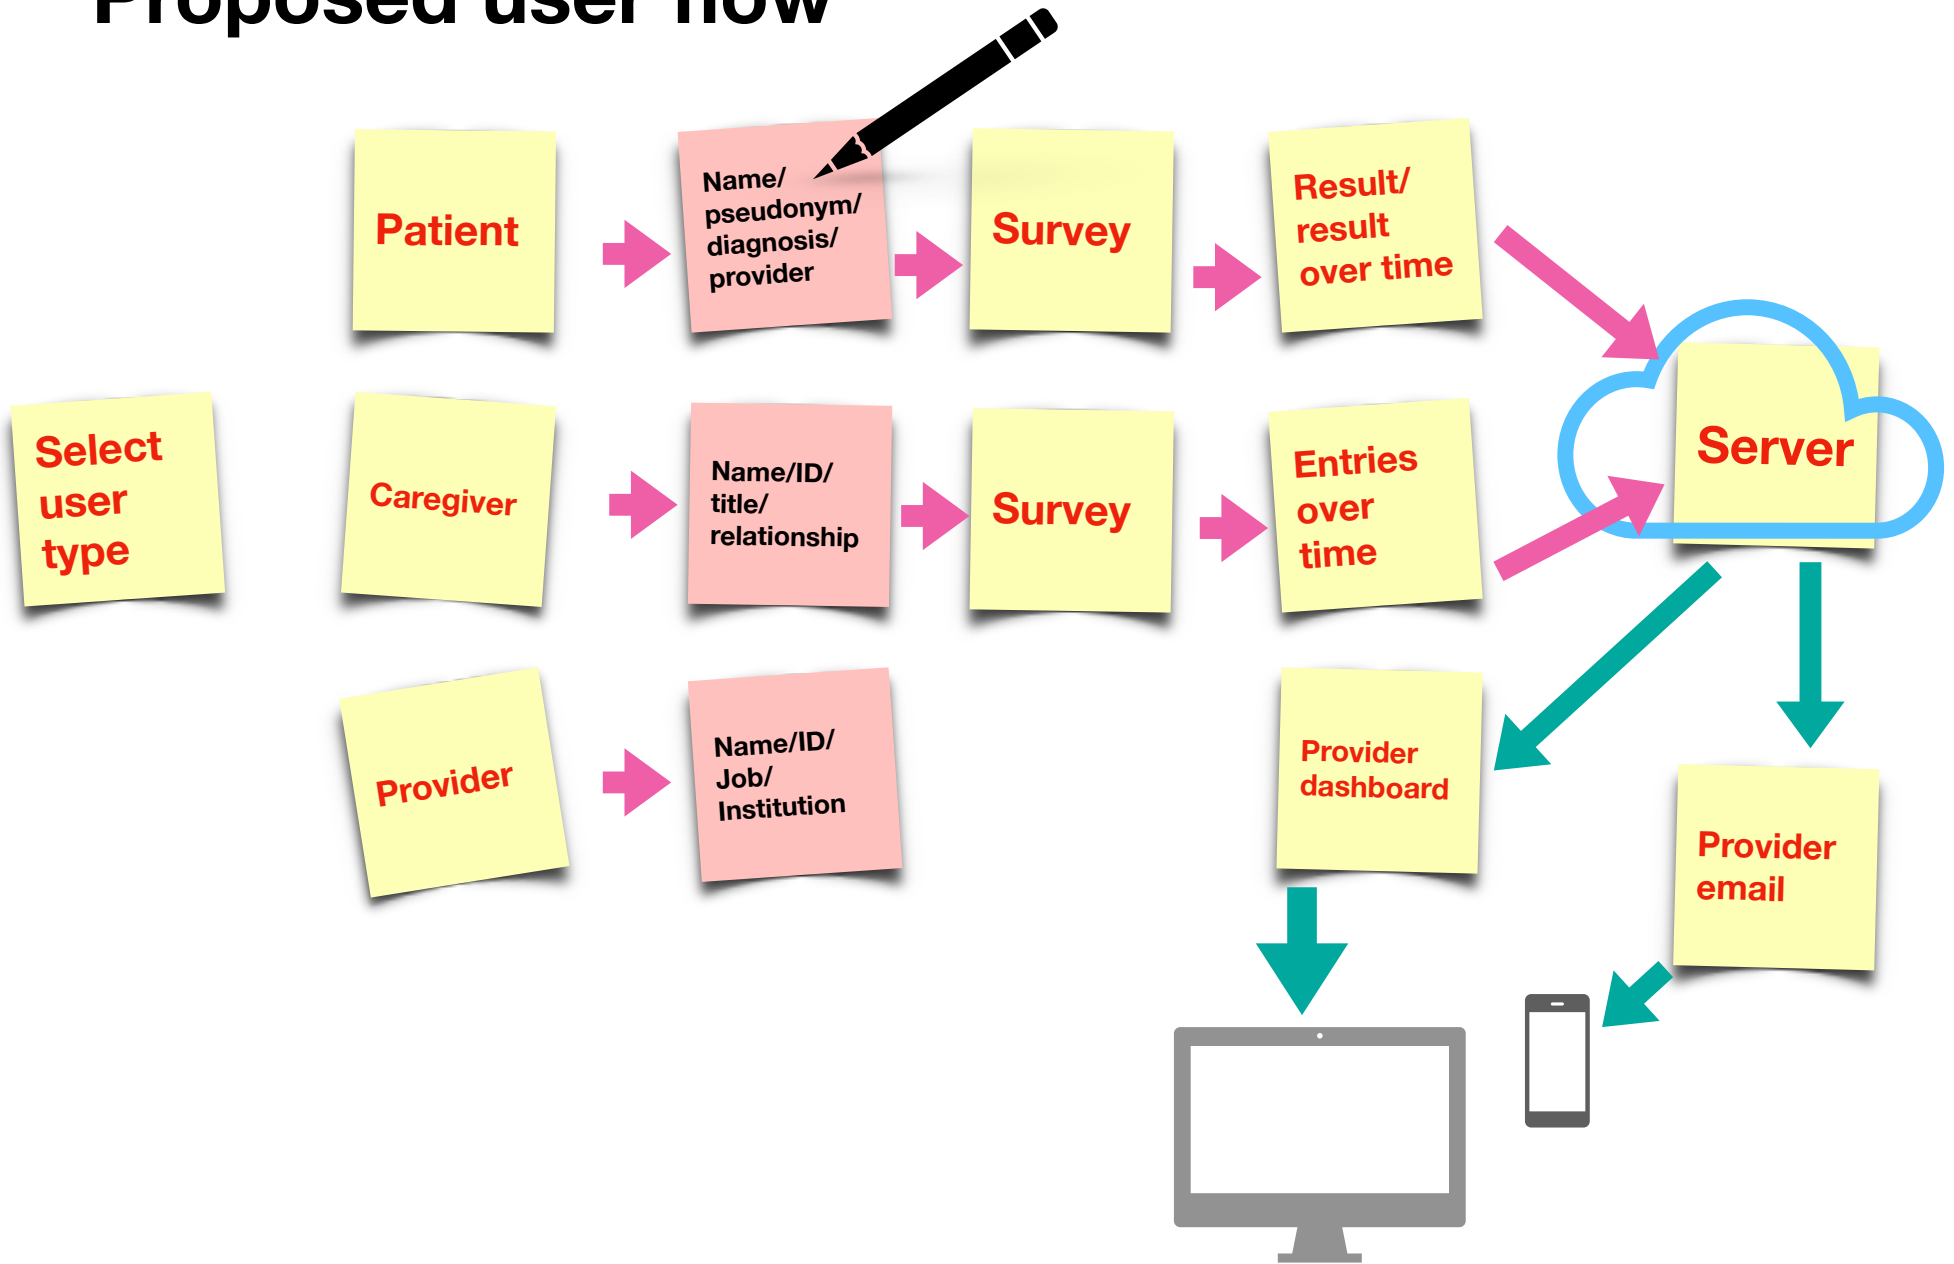 Proposed user flow
Patient
Name/
pseudonym/
diagnosis/
provider
Survey
Result/
result
over time
Select
user
type
Caregiver
Name/ID/
title/
relationship
Survey
Entries
over
time
Server
Provider
Name/ID/
Job/
Institution
Provider
dashboard
Provider
email